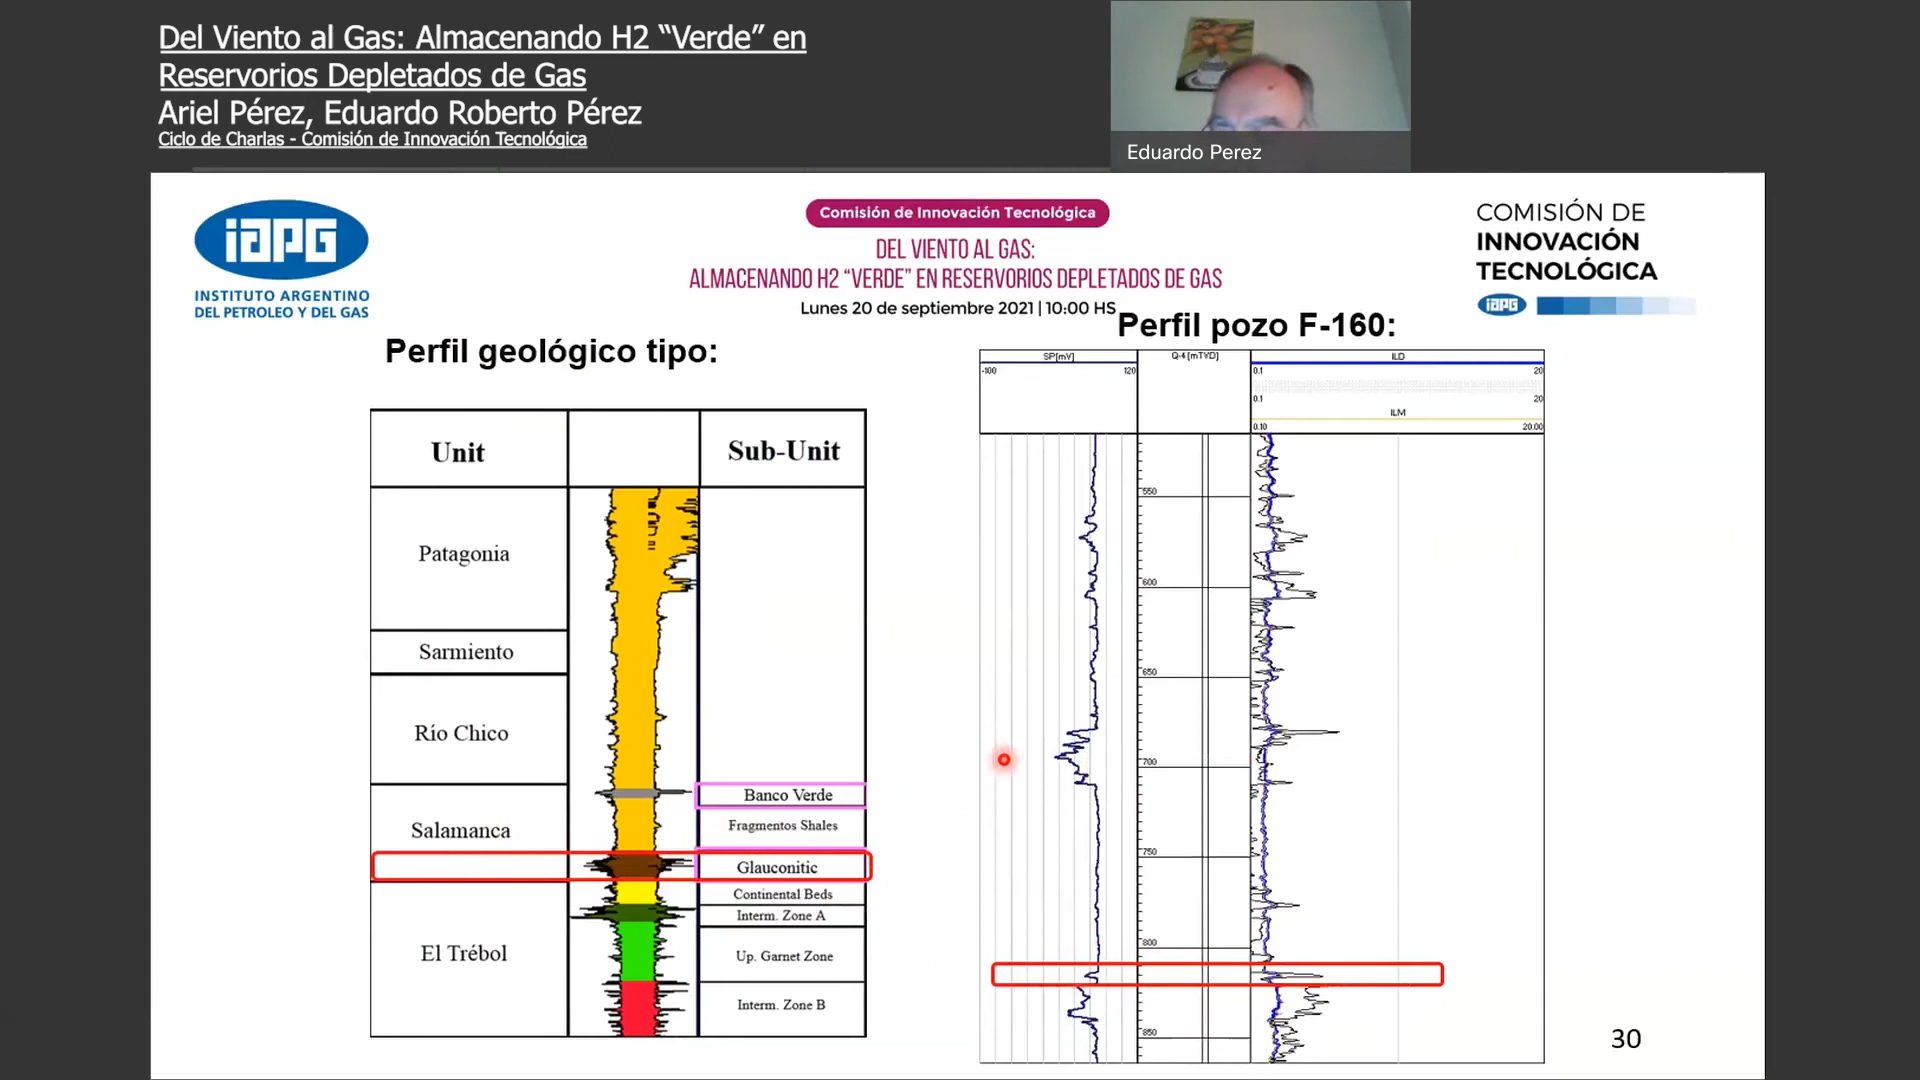 Del Viento al Gas: Almacenando H2 “Verde” en
Reservorios Depletados de Gas
Ariel Pérez, Eduardo Roberto Pérez
Ciclo de Charlas - Comisión de Innovación Tecnológica
Eduardo Perez
iapg
INSTITUTO ARGENTINO
DEL PETROLEO Y DEL GAS
Comisión de Innovación Tecnológica
DEL VIENTO AL GAS:
ALMACENANDO H2 “VERDE” EN RESERVORIOS DEPLETADOS DE GAS
Lunes 20 de septiembre 2021 | 10:00 HS
COMISIÓN DE
INNOVACIÓN
TECNOLÓGICA
iapg
Perfil geológico tipo:
Unit
Sub-Unit
Patagonia
Sarmiento
Río Chico
Banco Verde
Salamanca
Fragmentos Shales
Glauconitic
Continental Beds
Interm. Zone A
El Trébol
Up. Garnet Zone
Interm. Zone B
Perfil pozo F-160:
SP[mV]
Q-4 [mTVD]
ILD
-100
120
0.1
20
0.1
20
ILM
0.10
20.00
550
600
650
700
750
800
850
30